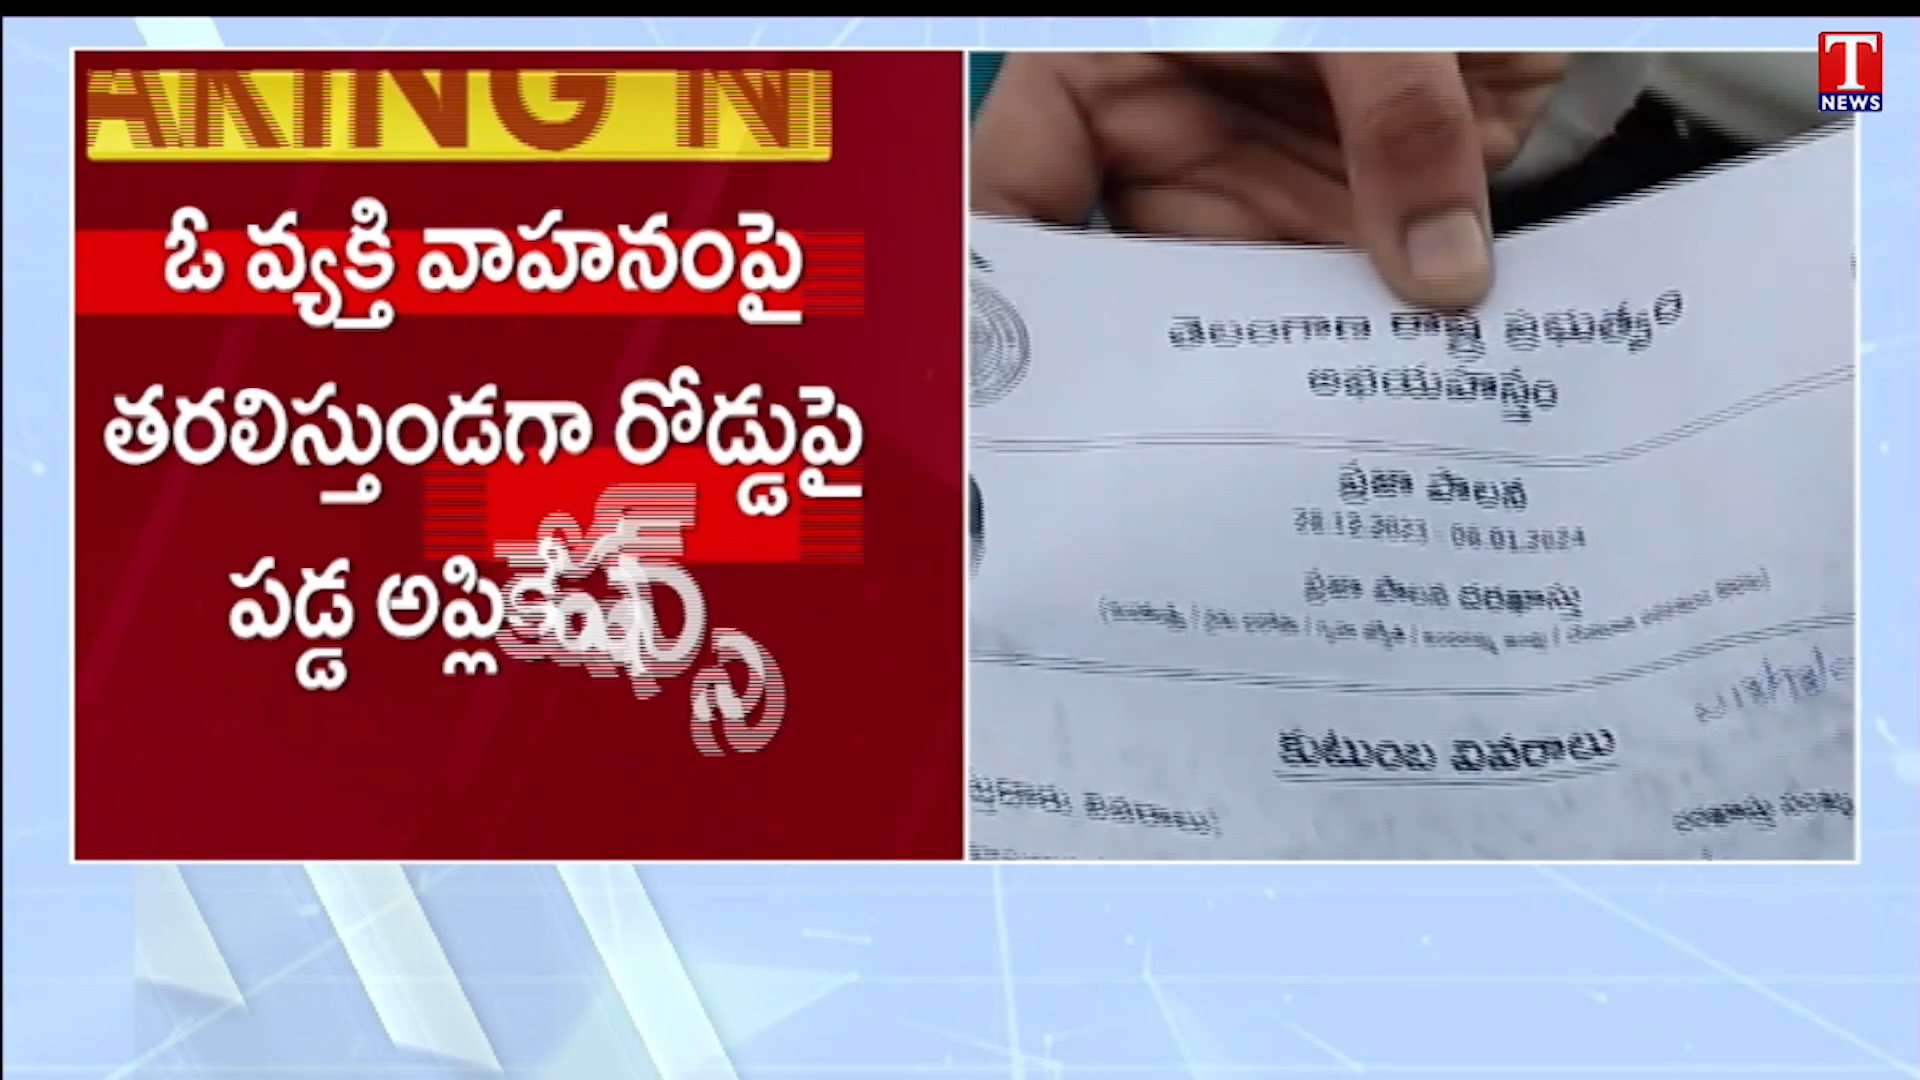 AKING N
ఓ వ్యక్తి వాహనంపై
తరలిస్తుండగా రోడ్డుపై
పడ్డ అప్లికేషన్స్
T
NEWS
తెలంగాణ రాష్ట్ర ప్రభుత్వం
అభయహస్తం
ప్రజా పాలన
ప్రజా పాలన దరఖాస్తు
కుటుంబ వివరాలు